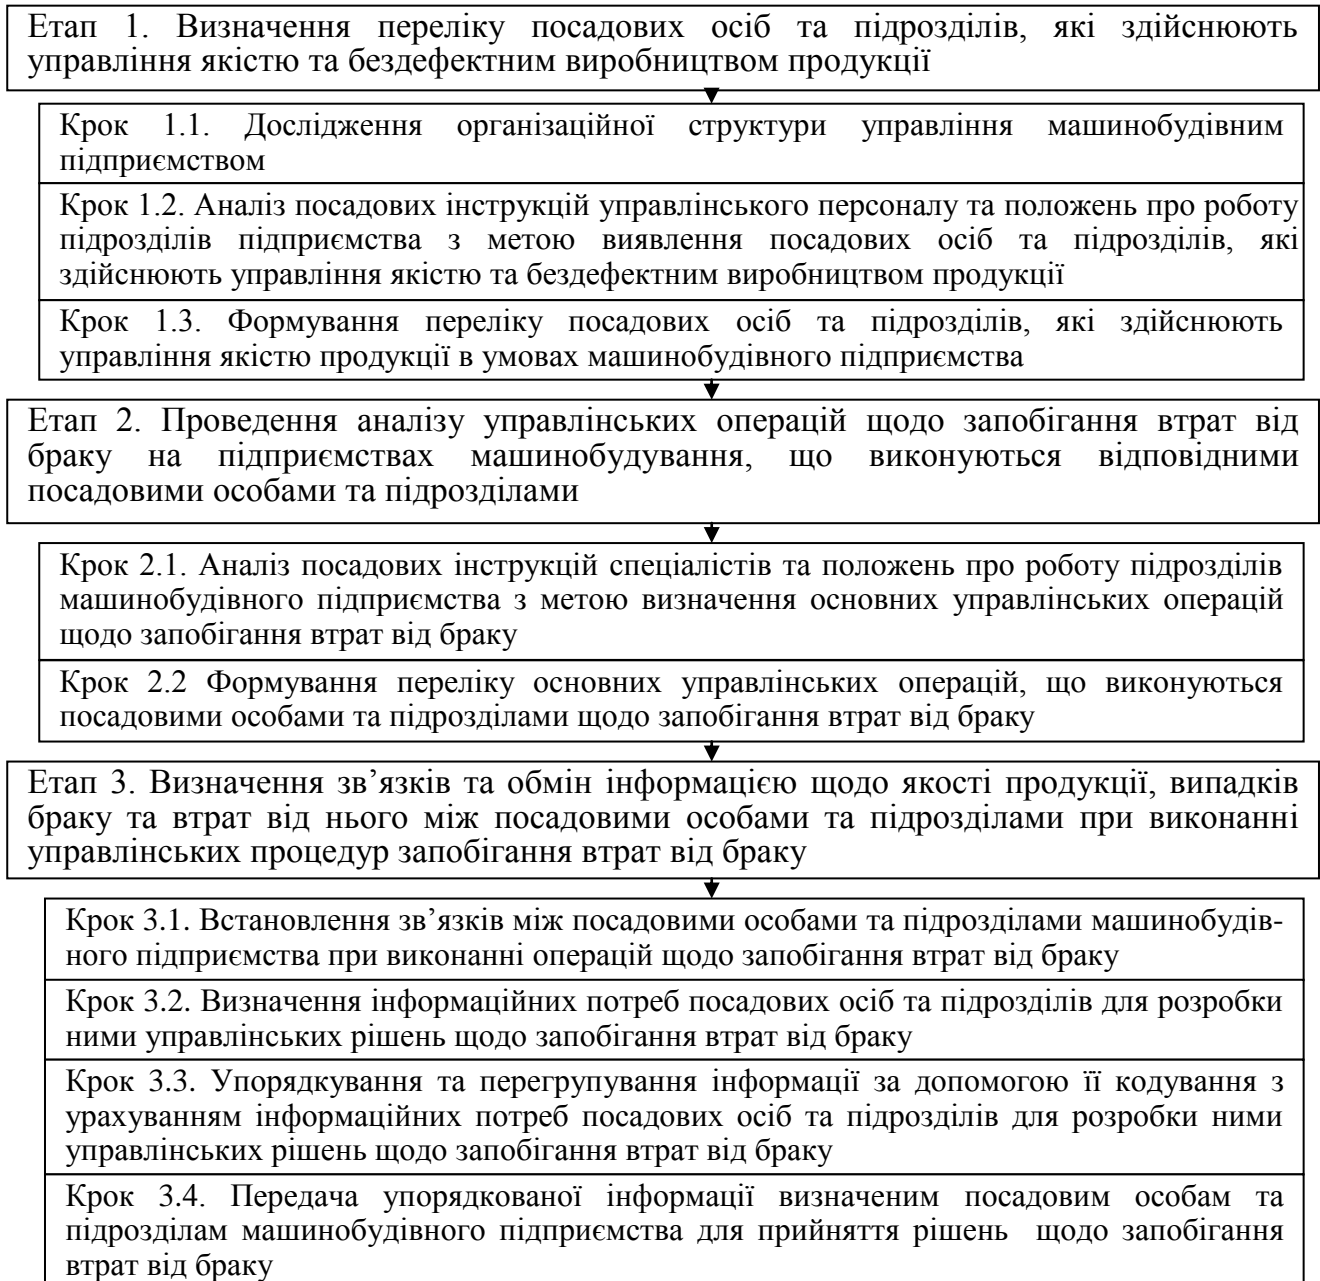 Етап 1. Визначення переліку посадових осіб та підрозділів, які здійснюють
управління якістю та бездефектним виробництвом продукції
Крок 1.1. Дослідження організаційної структури управління машинобудівним
підприємством
Крок 1.2. Аналіз посадових інструкцій управлінського персоналу та положень про роботу
підрозділів підприємства з метою виявлення посадових осіб та підрозділів, які
здійснюють управління якістю та бездефектним виробництвом продукції
Крок 1.3. Формування переліку посадових осіб та підрозділів, які здійснюють
управління якістю продукції в умовах машинобудівного підприємства
Етап 2. Проведення аналізу управлінських операцій щодо запобігання втрат від
браку на підприємствах машинобудування, що виконуються відповідними
посадовими особами та підрозділами
Крок 2.1. Аналіз посадових інструкцій спеціалістів та положень про роботу підрозділів
машинобудівного підприємства з метою визначення основних управлінських операцій
щодо запобігання втрат від браку
Крок 2.2 Формування переліку основних управлінських операцій, що виконуються
посадовими особами та підрозділами щодо запобігання втрат від браку
Етап 3. Визначення зв’язків та обмін інформацією щодо якості продукції, випадків
браку та втрат від нього між посадовими особами та підрозділами при виконанні
управлінських процедур запобігання втрат від браку
Крок 3.1. Встановлення зв’язків між посадовими особами та підрозділами машинобудів-
ного підприємства при виконанні операцій щодо запобігання втрат від браку
Крок 3.2. Визначення інформаційних потреб посадових осіб та підрозділів для розробки
ними управлінських рішень щодо запобігання втрат від браку
Крок 3.3. Упорядкування та перегрупування інформації за допомогою її кодування з
урахуванням інформаційних потреб посадових осіб та підрозділів для розробки ними
управлінських рішень щодо запобігання втрат від браку
Крок 3.4. Передача упорядкованої інформації визначеним посадовим особам та
підрозділам машинобудівного підприємства для прийняття рішень щодо запобігання
втрат від браку